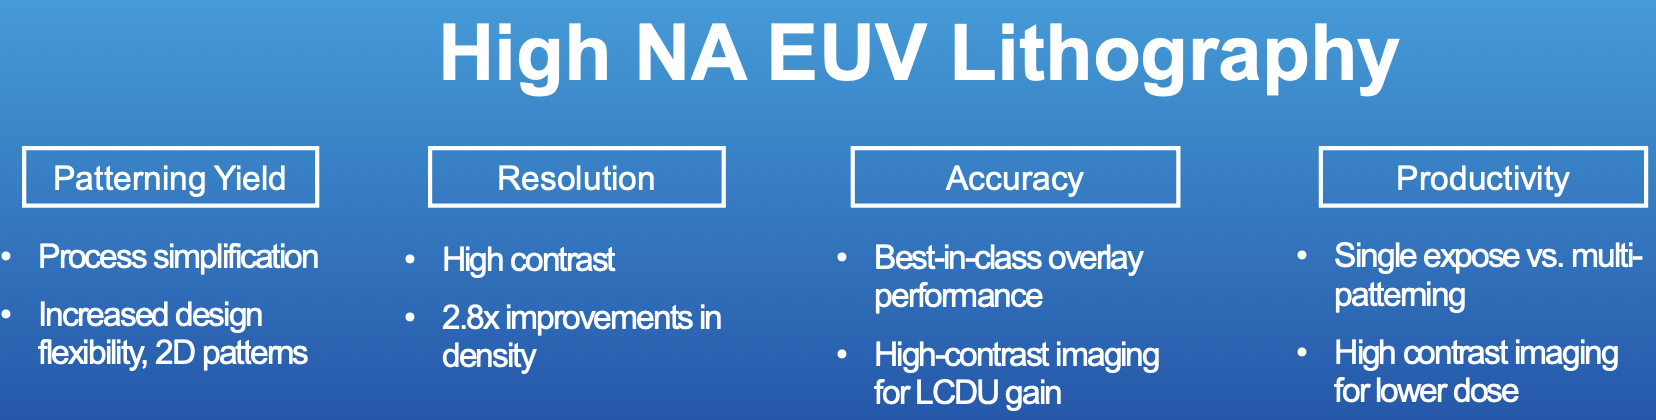 High NA EUV Lithography
Patterning Yield
• Process simplification
• Increased design
flexibility, 2D patterns
Resolution
• High contrast
• 2.8x improvements in
density
Accuracy
• Best-in-class overlay
performance
• High-contrast imaging
for LCDU gain
Productivity
• Single expose vs. multi-
patterning
• High contrast imaging
for lower dose